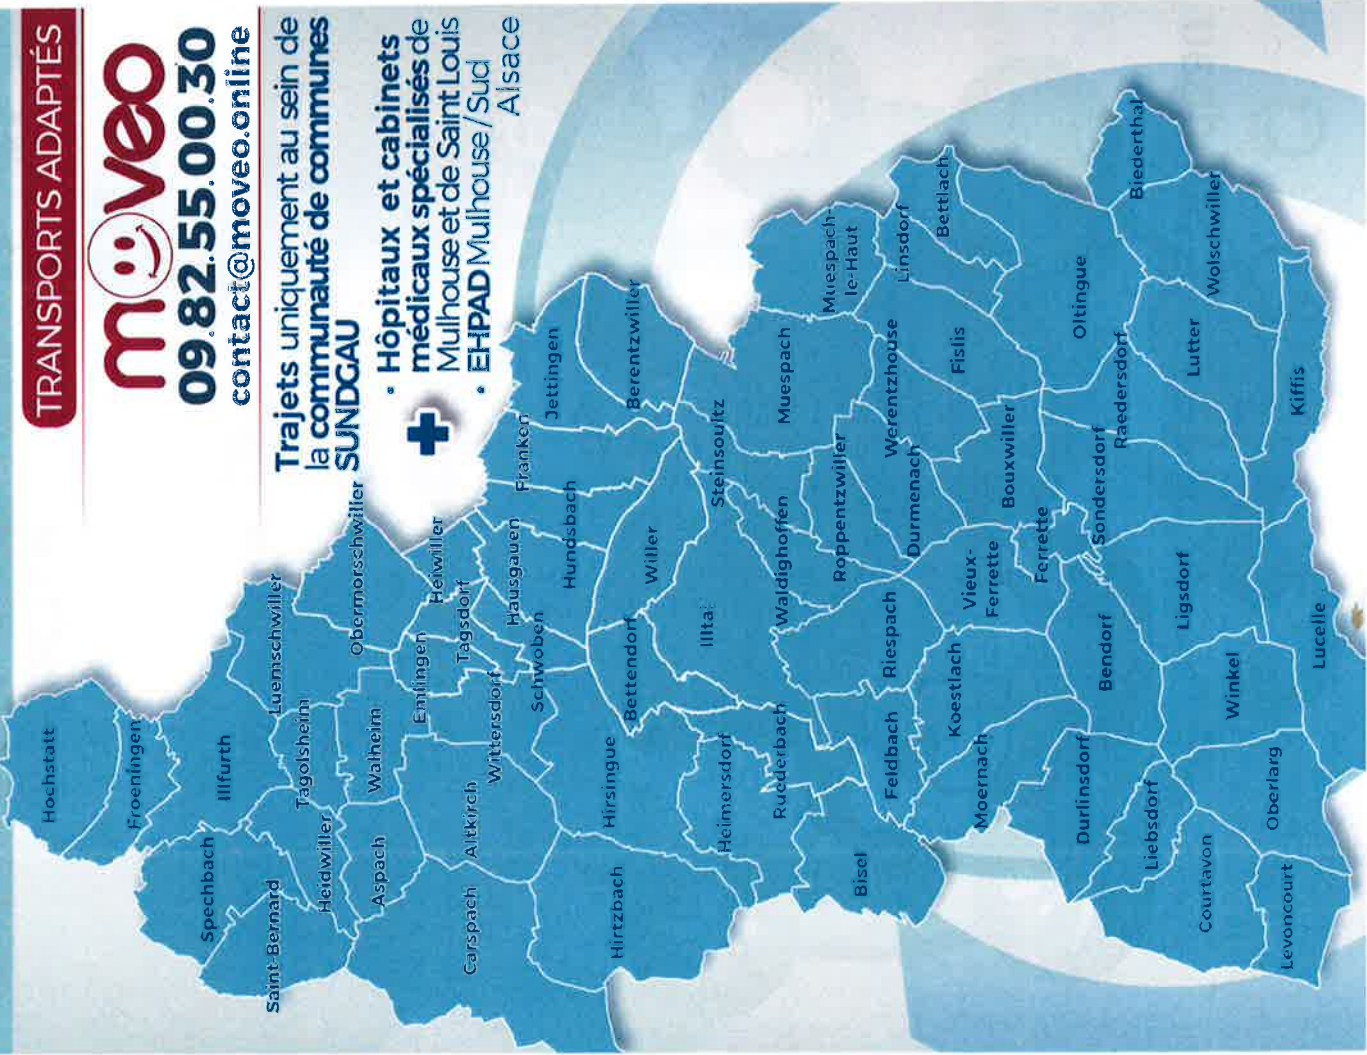 TRANSPORTS ADAPTÉS
moveo
09.82.55.00.30
contact@moveo.online
Trajets uniquement au sein de
la communauté de communes
SUNDGAU
• Hôpitaux et cabinets
médicaux spécialisés de
Mulhouse et de Saint Louis
• EHPAD Mulhouse / Sud
Alsace
Hochstatt
Froeningen
Illfurth
Spechbach
Saint-Bernard
Luemschwiller
Tagolsheim
Heidwiller
Obermorschwiller
Walheim
Aspach
Emlingen
Heiwiller
Tagsdorf
Altkirch
Carspach
Wittersdorf
Hausgauen
Franken
Schwoben
Jettingen
Hundsbach
Hirsingue
Hirtzbach
Bettendorf
Berentzwiller
Willer
Illtal
Steinsoultz
Heimersdorf
Ruederbach
Waldighoffen
Muespach
Muespach-
le-Haut
Roppentzwiller
Bisel
Feldbach
Riespach
Werentzhouse
Linsdorf
Durmenach
Bettlach
Koestlach
Fislis
Vieux-
Ferrette
Moernach
Bouxwiller
Ferrette
Oltingue
Durlinsdorf
Bendorf
Sondersdorf
Raedersdorf
Biederthal
Liebsdorf
Ligsdorf
Lutter
Wolschwiller
Courtavon
Winkel
Oberlarg
Levoncourt
Kiffis
Lucelle